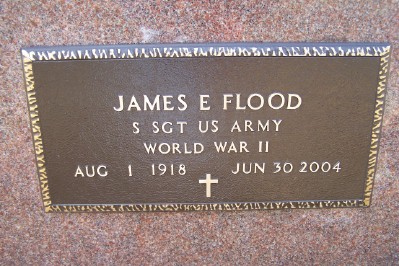 JAMES E FLOOD
S SGT US ARMY
WORLD WAR II
AUG 1 1918 JUN 30 2004